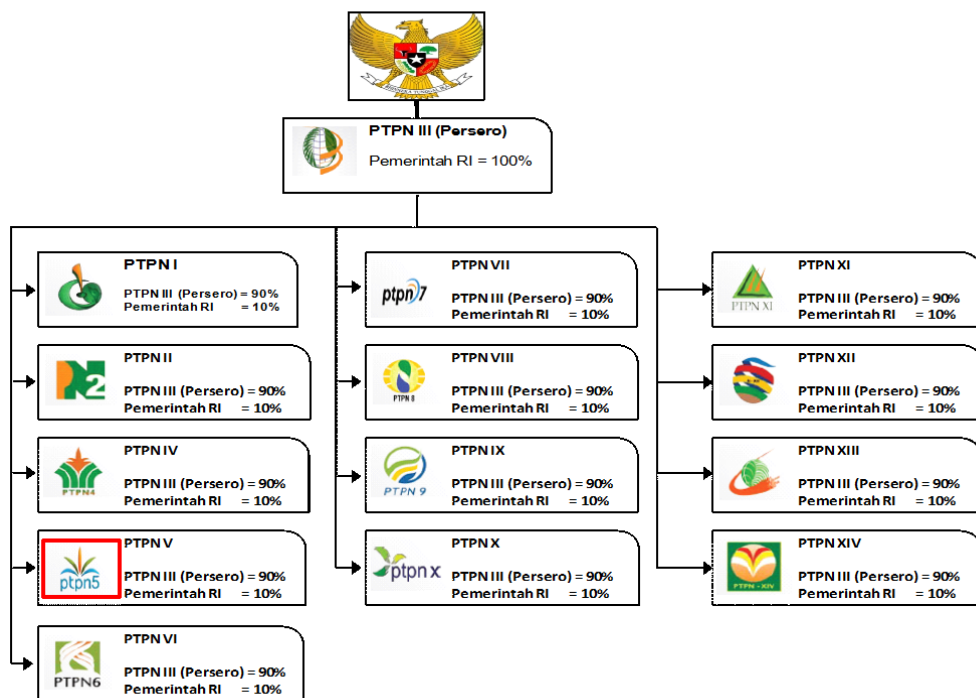 PTPN III (Persero)
Pemerintah RI = 100%
PTPN I
PTPN III (Persero) = 90%
Pemerintah RI = 10%
PTPN II
PTPN III (Persero) = 90%
Pemerintah RI = 10%
PTPN4
PTPN IV
PTPN III (Persero) = 90%
Pemerintah RI = 10%
ptpn5
PTPN V
PTPN III (Persero) = 90%
Pemerintah RI = 10%
PTPN6
PTPN VI
PTPN III (Persero) = 90%
Pemerintah RI = 10%
ptpn7
PTPN VII
PTPN III (Persero) = 90%
Pemerintah RI = 10%
PTPN 8
PTPN VIII
PTPN III (Persero) = 90%
Pemerintah RI = 10%
PTPN 9
PTPN IX
PTPN III (Persero) = 90%
Pemerintah RI = 10%
ptpn x
PTPN X
PTPN III (Persero) = 90%
Pemerintah RI = 10%
PTPN XI
PTPN XI
PTPN III (Persero) = 90%
Pemerintah RI = 10%
PTPN XII
PTPN III (Persero) = 90%
Pemerintah RI = 10%
PTPN XIII
PTPN III (Persero) = 90%
Pemerintah RI = 10%
PTPN - XIV
PTPN XIV
PTPN III (Persero) = 90%
Pemerintah RI = 10%